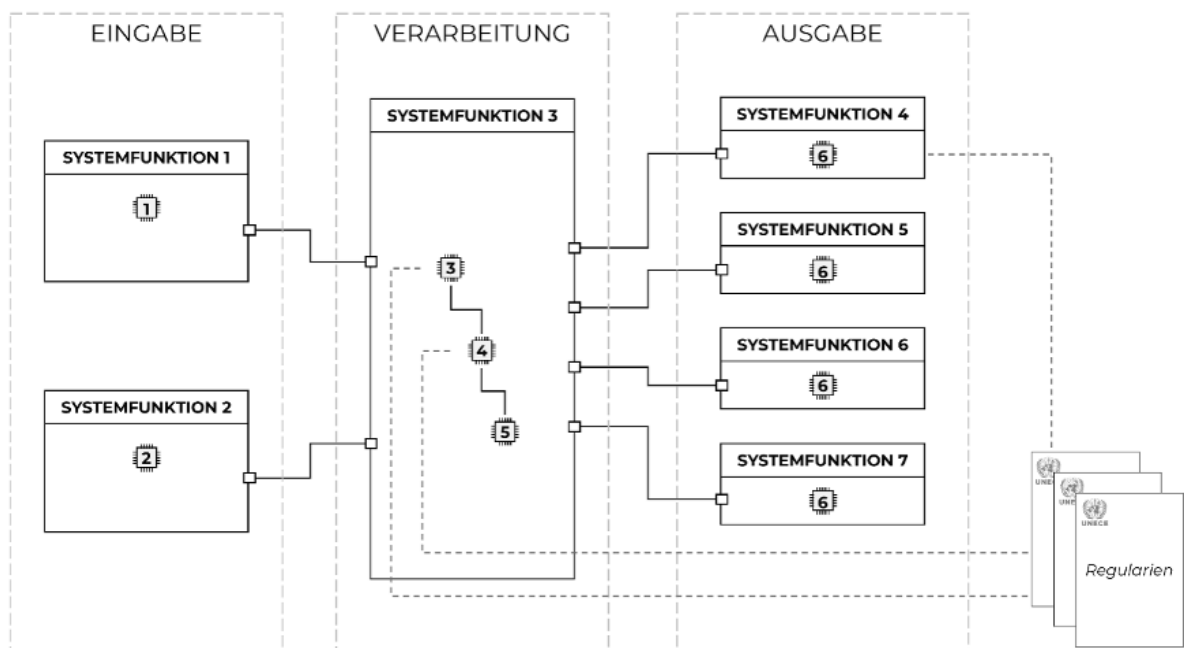 EINGABE
VERARBEITUNG
AUSGABE
SYSTEMFUNKTION 1
1
SYSTEMFUNKTION 2
2
SYSTEMFUNKTION 3
3
4
5
SYSTEMFUNKTION 4
6
SYSTEMFUNKTION 5
6
SYSTEMFUNKTION 6
6
SYSTEMFUNKTION 7
6
UNECE
Regularien